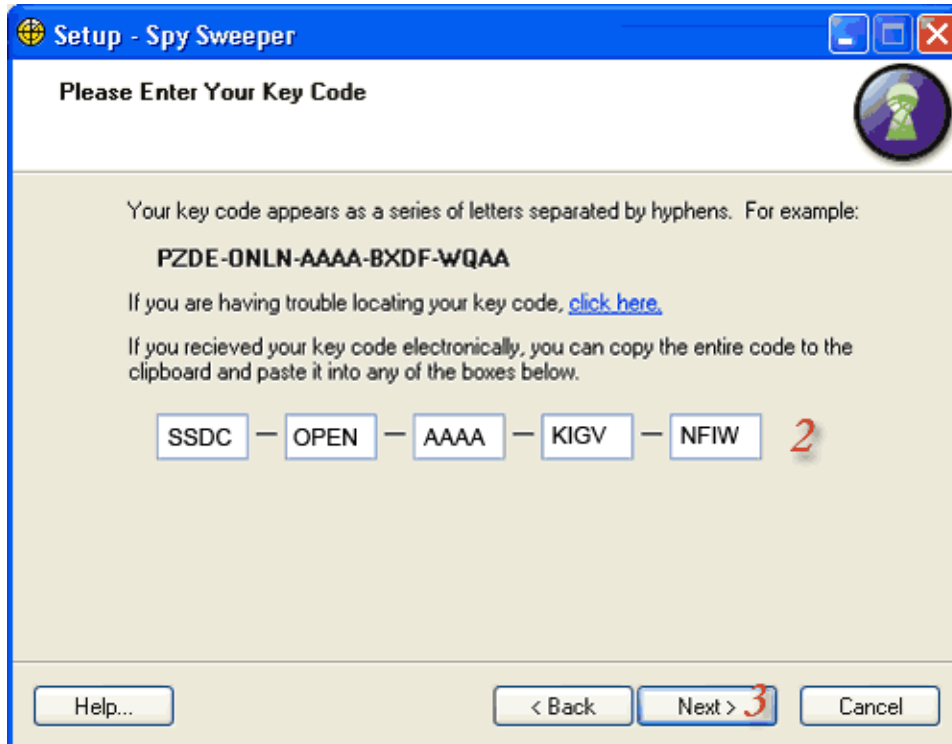 Setup - Spy Sweeper
Please Enter Your Key Code
Your key code appears as a series of letters separated by hyphens. For example:
PZDE-ONLN-AAAA-BXDF-WQAA
If you are having trouble locating your key code, click here.
If you recieved your key code electronically, you can copy the entire code to the
clipboard and paste it into any of the boxes below.
SSDC — OPEN — AAAA — KIGV — NFIW 2
Help... < Back Next > 3 Cancel